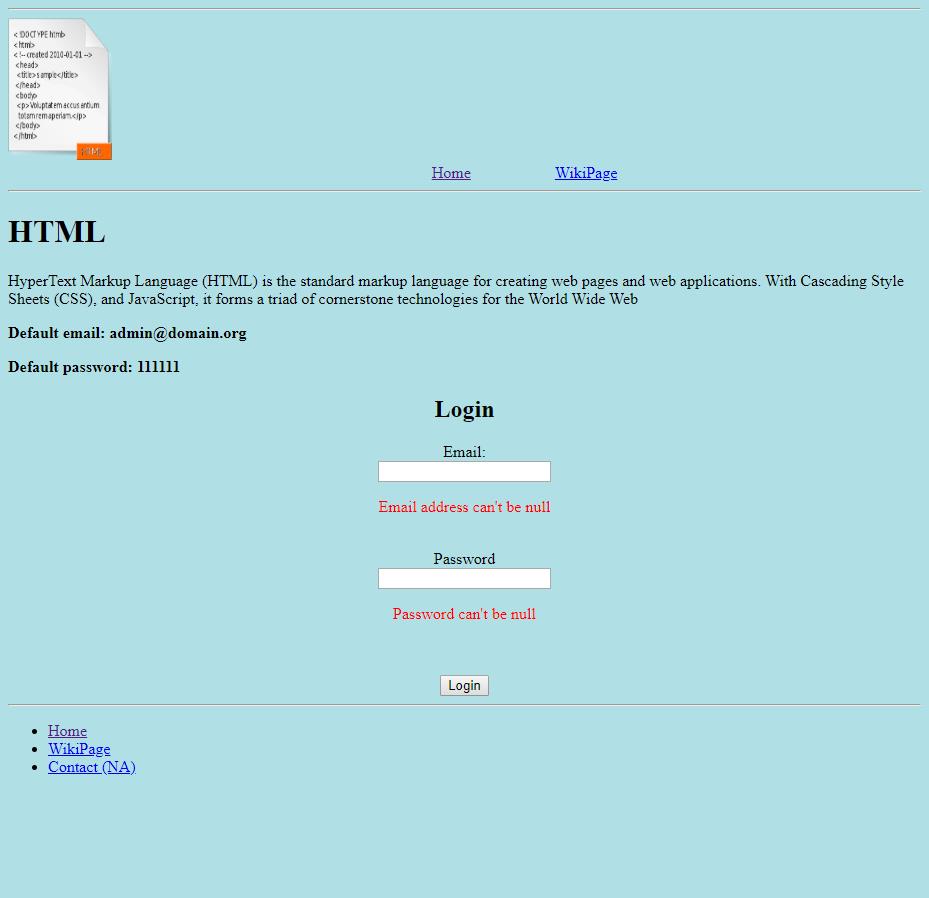 < !DOCTYPE html>
<html>
< !-- created 2010-01-01 -->
<head>
<title>sample</title>
</head>
<body>
<p>Voluptatem accusantium
totam rem aperiam.</p>
</body>
</html>
HTML
Home WikiPage
HTML
HyperText Markup Language (HTML) is the standard markup language for creating web pages and web applications. With Cascading Style
Sheets (CSS), and JavaScript, it forms a triad of cornerstone technologies for the World Wide Web
Default email: admin@domain.org
Default password: 111111
Login
Email:
Email address can't be null
Password
Password can't be null
Login
Home
WikiPage
Contact (NA)